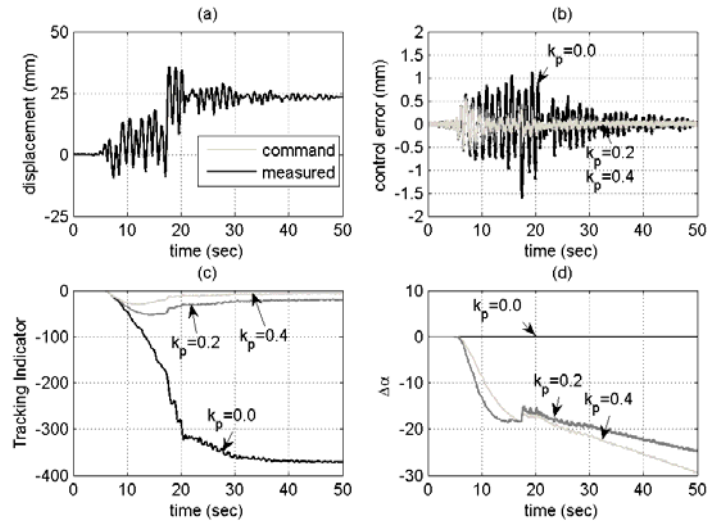 (a)
displacement (mm)
50
25
0
-25
command
measured
0
10
20
30
40
50
time (sec)
(b)
control error (mm)
2
1.5
1
0.5
0
-0.5
-1
-1.5
-2
kp=0.0
kp=0.2
kp=0.4
0
10
20
30
40
50
time (sec)
(c)
Tracking Indicator
0
-100
-200
-300
-400
kp=0.2
kp=0.4
kp=0.0
0
10
20
30
40
50
time (sec)
(d)
Δα
10
0
-10
-20
-30
kp=0.0
kp=0.2
kp=0.4
0
10
20
30
40
50
time (sec)